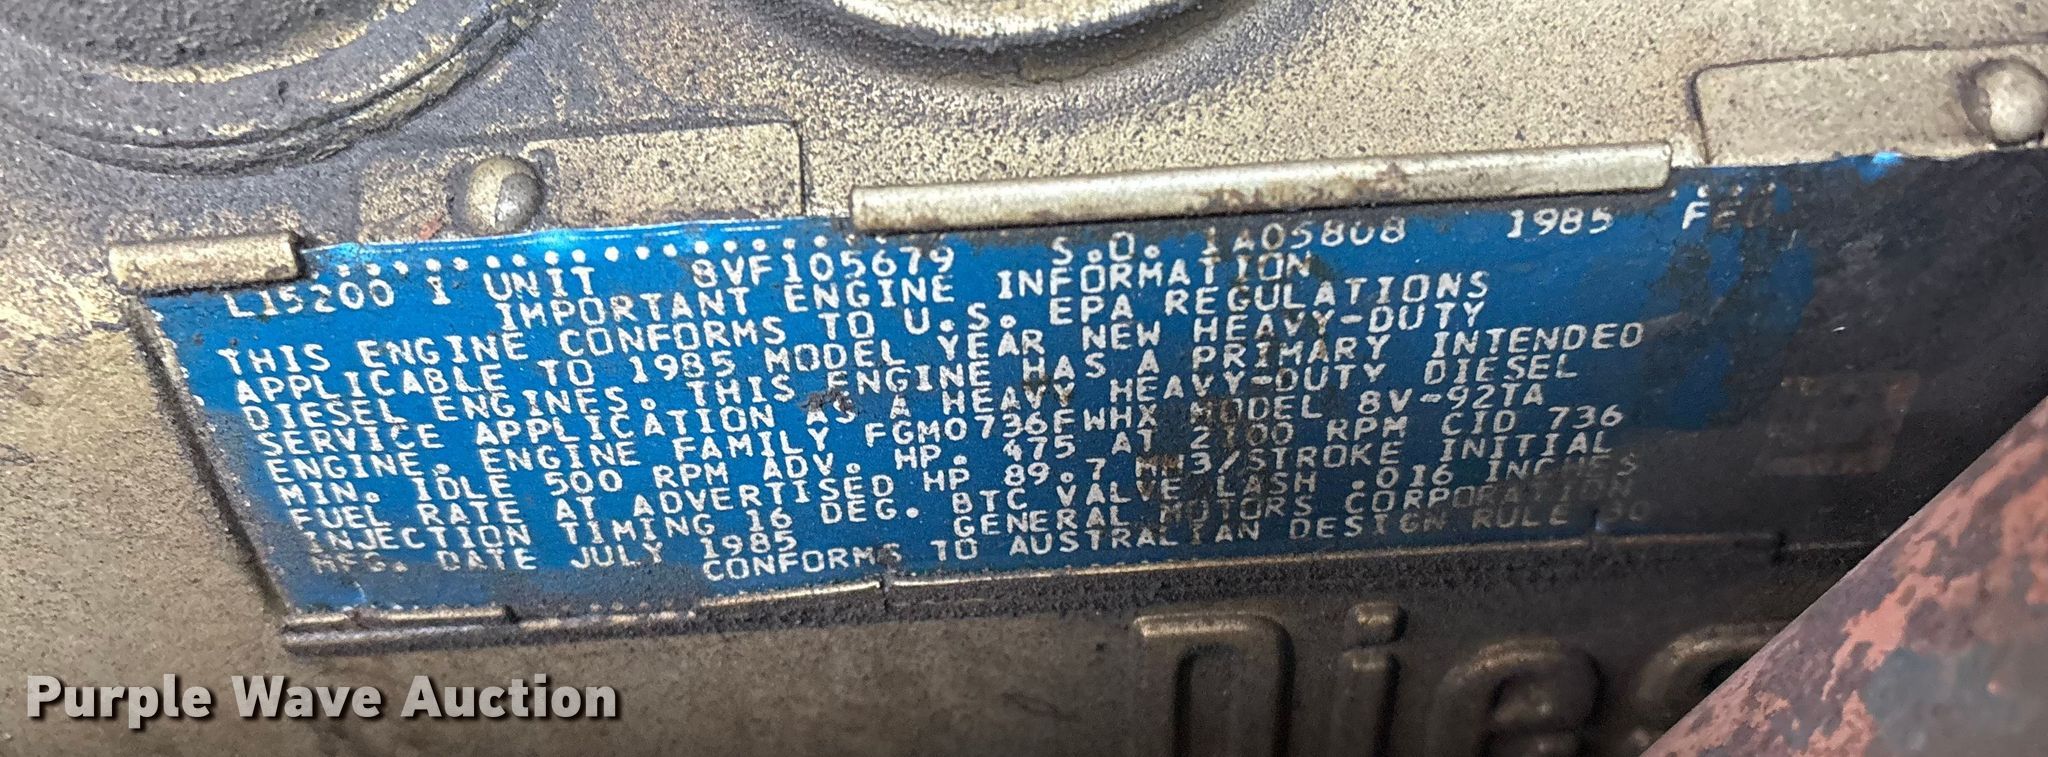 L15200 1 UNIT 8VF105679 S.O. 1A05808 1985 FEG
IMPORTANT ENGINE INFORMATION
THIS ENGINE CONFORMS TO U.S. EPA REGULATIONS
APPLICABLE TO 1985 MODEL YEAR NEW HEAVY-DUTY
DIESEL ENGINES. THIS ENGINE HAS A PRIMARY INTENDED
SERVICE APPLICATION AS A HEAVY HEAVY-DUTY DIESEL
ENGINE. ENGINE FAMILY FGM0736FWHX MODEL 8V-92TA
MIN. IDLE 500 RPM ADV. HP. 475 AT 2100 RPM CID 736
FUEL RATE AT ADVERTISED HP 89.7 MM3/STROKE INITIAL
INJECTION TIMING 16 DEG. BTC VALVE LASH .016 INCHES
MFG. DATE JULY 1985 GENERAL MOTORS CORPORATION
CONFORMS TO AUSTRALIAN DESIGN RULE 30
Dies
Purple Wave Auction